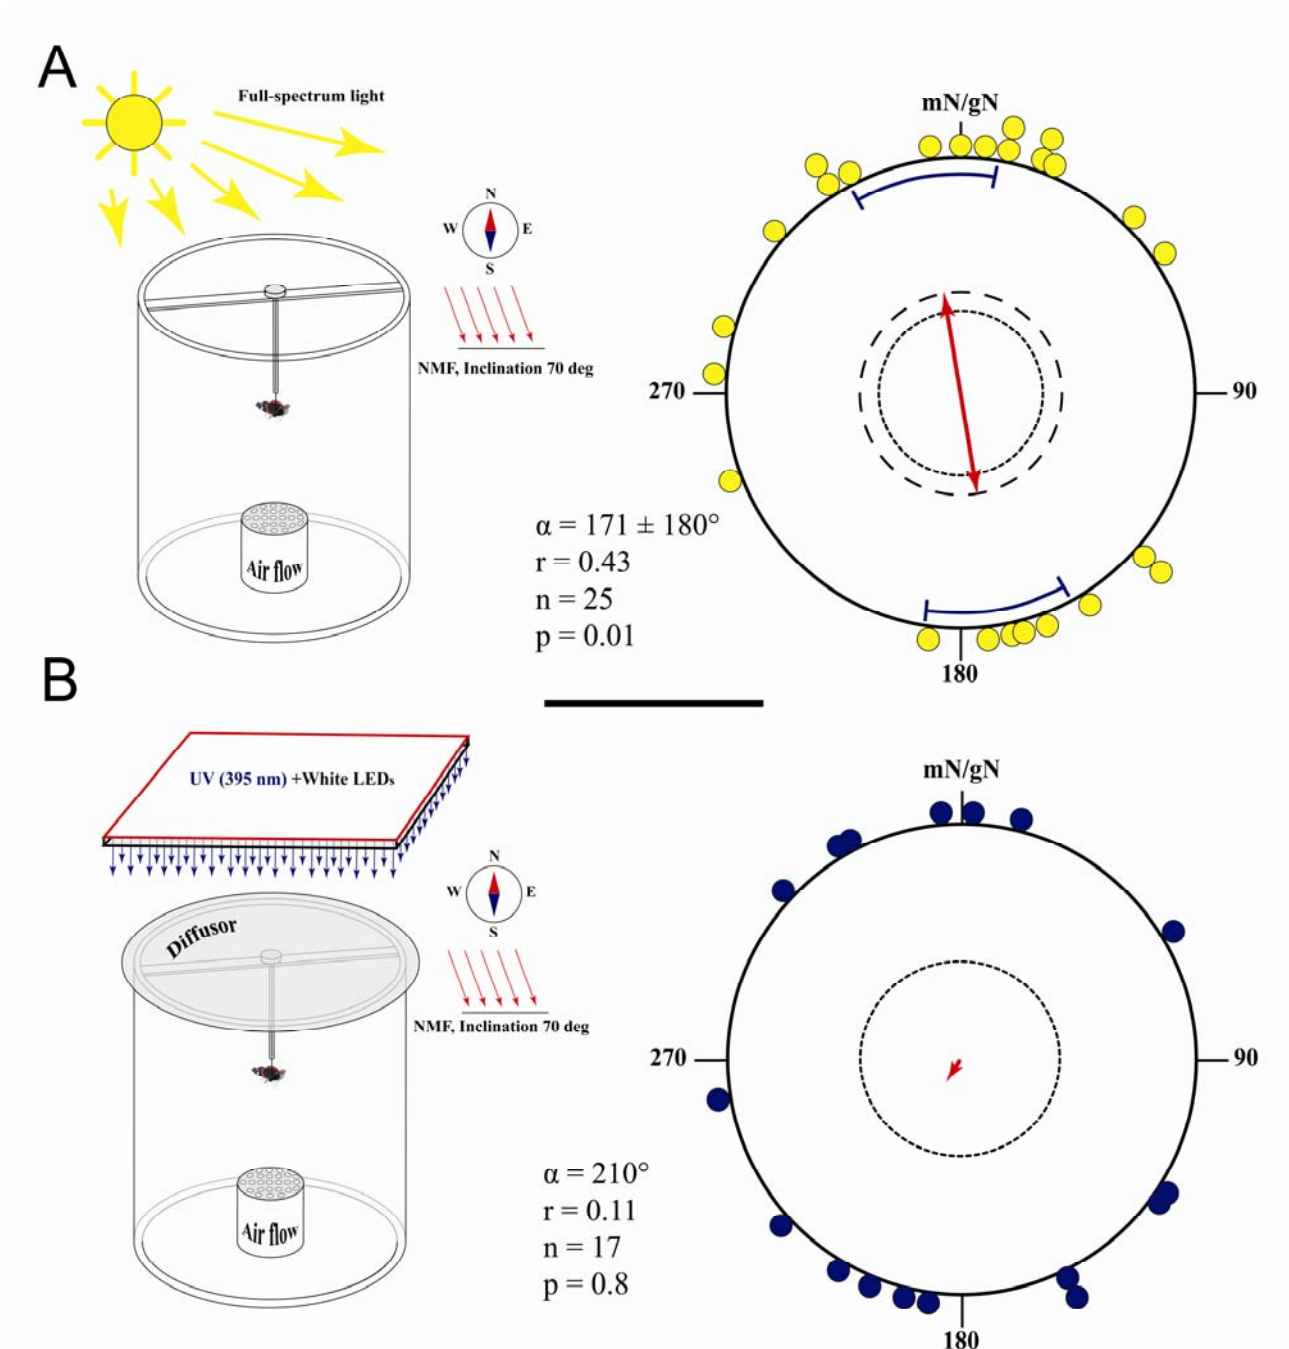 A
Full-spectrum light
N
W E
S
NMF, Inclination 70 deg
Air flow
α = 171 ± 180°
r = 0.43
n = 25
p = 0.01
mN/gN
270
90
180
B
UV (395 nm) +White LEDs
Diffusor
N
W E
S
NMF, Inclination 70 deg
Air flow
α = 210°
r = 0.11
n = 17
p = 0.8
mN/gN
270
90
180